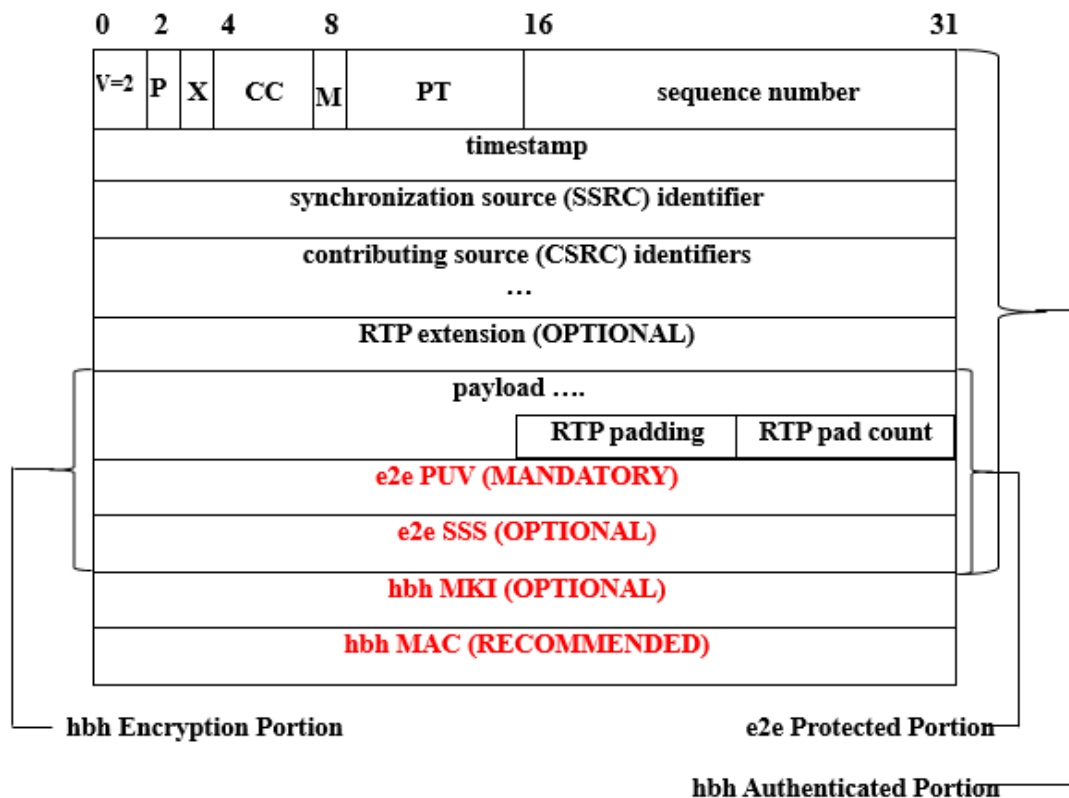 0 2 4 8 16 31
V=2 P X CC M PT sequence number
timestamp
synchronization source (SSRC) identifier
contributing source (CSRC) identifiers
...
RTP extension (OPTIONAL)
payload ....
RTP padding RTP pad count
e2e PUV (MANDATORY)
e2e SSS (OPTIONAL)
hbh MKI (OPTIONAL)
hbh MAC (RECOMMENDED)
hbh Encryption Portion e2e Protected Portion
hbh Authenticated Portion